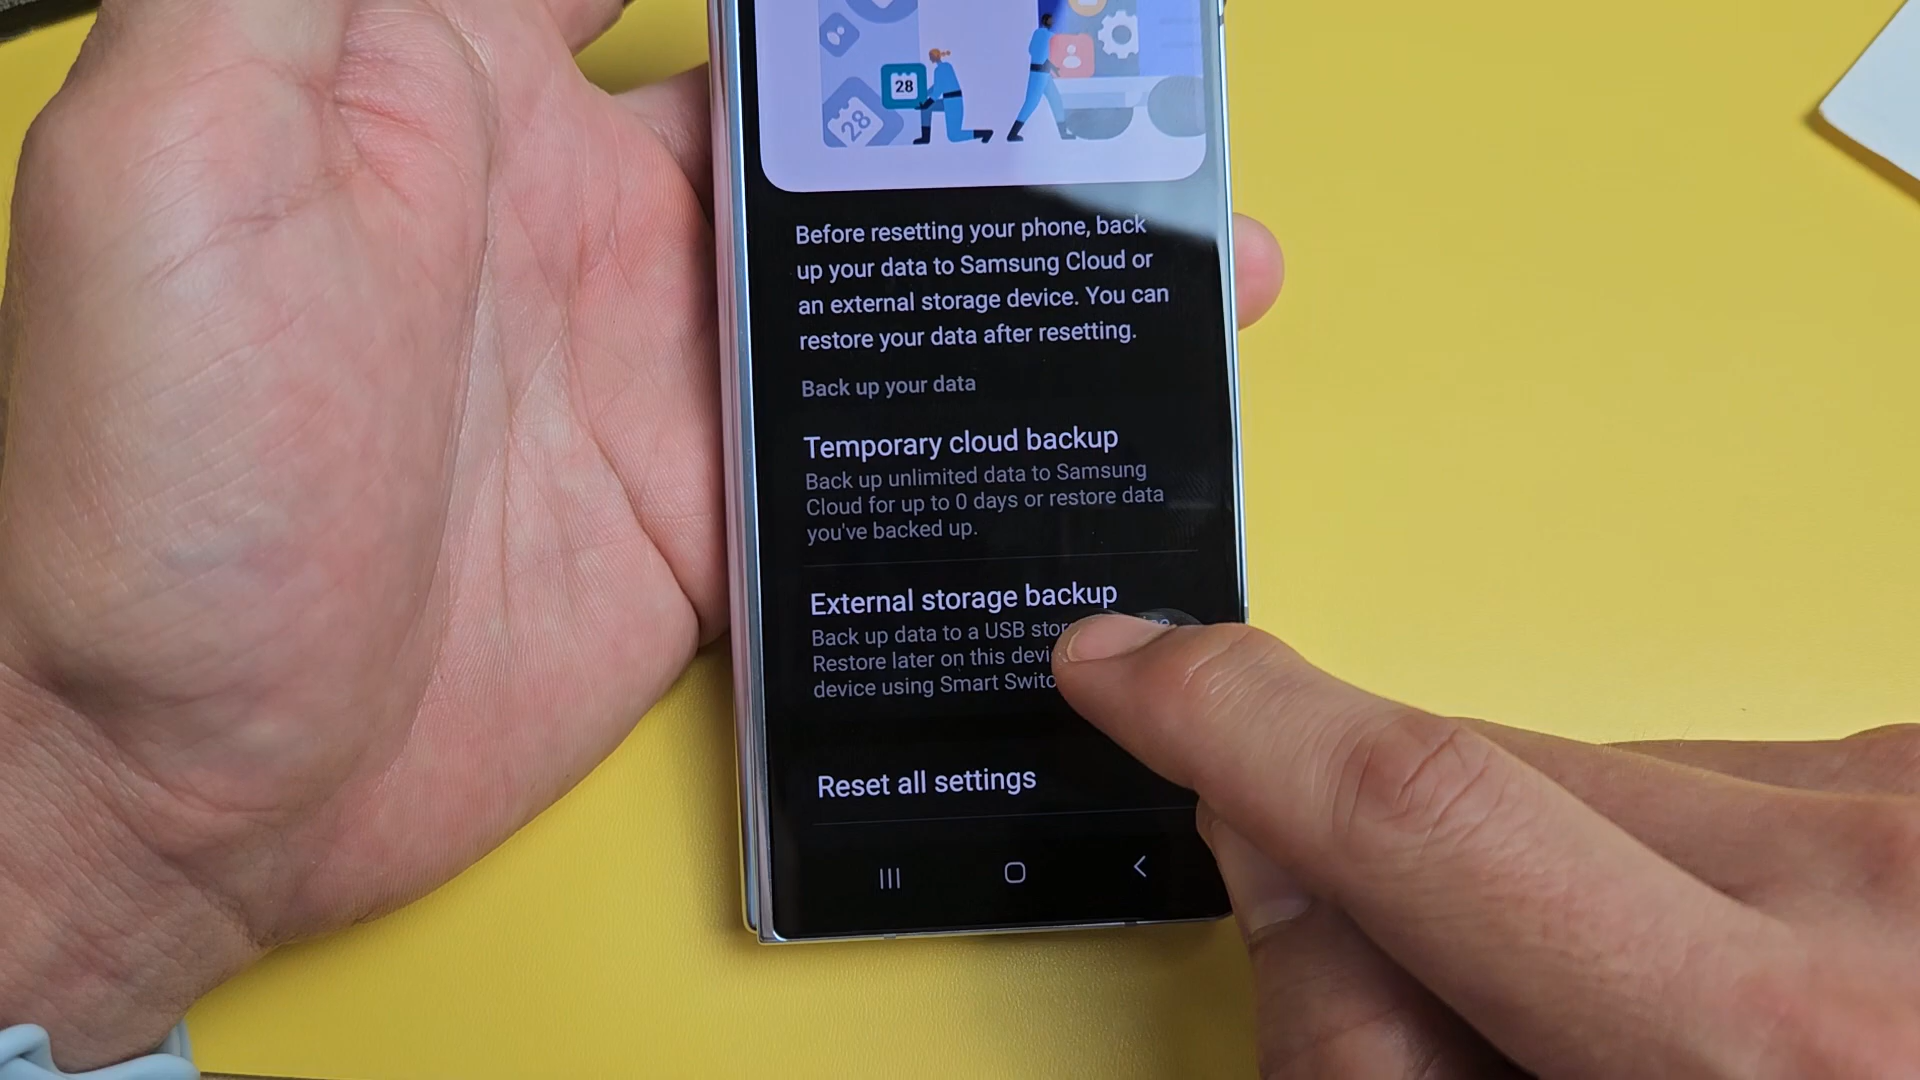 28
28
Before resetting your phone, back
up your data to Samsung Cloud or
an external storage device. You can
restore your data after resetting.
Back up your data
Temporary cloud backup
Back up unlimited data to Samsung
Cloud for up to 0 days or restore data
you've backed up.
External storage backup
Back up data to a USB
Restore later on this
device using Smart
Reset all settings